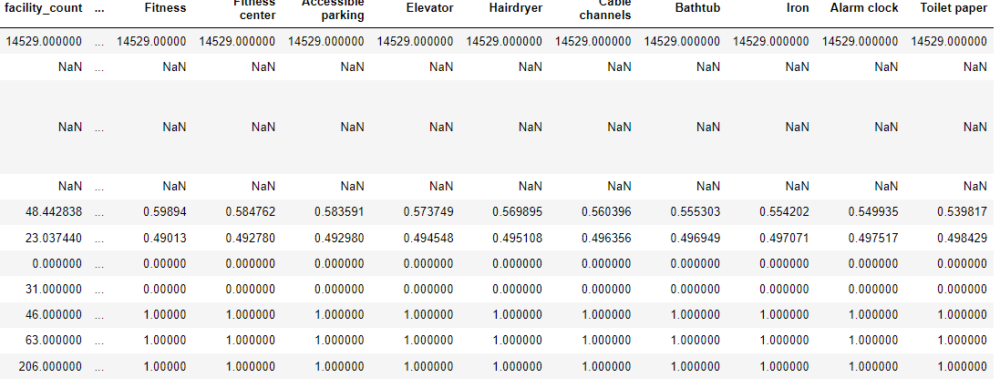 facility_count ... Fitness Fitness center Accessible parking Elevator Hairdryer Cable channels Bathtub Iron Alarm clock Toilet paper
14529.000000 ... 14529.00000 14529.000000 14529.000000 14529.000000 14529.000000 14529.000000 14529.000000 14529.000000 14529.000000 14529.000000
NaN ... NaN NaN NaN NaN NaN NaN NaN NaN NaN NaN
NaN ... NaN NaN NaN NaN NaN NaN NaN NaN NaN NaN
NaN ... NaN NaN NaN NaN NaN NaN NaN NaN NaN NaN
48.442838 ... 0.59894 0.584762 0.583591 0.573749 0.569895 0.560396 0.555303 0.554202 0.549935 0.539817
23.037440 ... 0.49013 0.492780 0.492980 0.494548 0.495108 0.496356 0.496949 0.497071 0.497517 0.498429
0.000000 ... 0.00000 0.000000 0.000000 0.000000 0.000000 0.000000 0.000000 0.000000 0.000000 0.000000
31.000000 ... 0.00000 0.000000 0.000000 0.000000 0.000000 0.000000 0.000000 0.000000 0.000000 0.000000
46.000000 ... 1.00000 1.000000 1.000000 1.000000 1.000000 1.000000 1.000000 1.000000 1.000000 1.000000
63.000000 ... 1.00000 1.000000 1.000000 1.000000 1.000000 1.000000 1.000000 1.000000 1.000000 1.000000
206.000000 ... 1.00000 1.000000 1.000000 1.000000 1.000000 1.000000 1.000000 1.000000 1.000000 1.000000